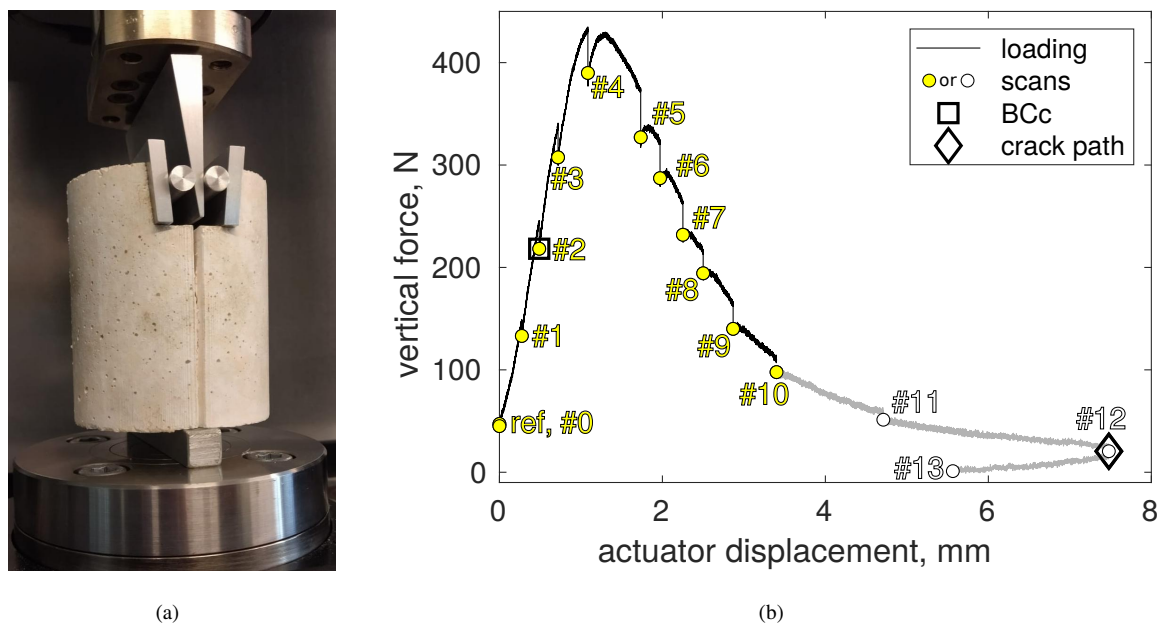 400
300
200
100
0
0
2
4
6
8
vertical force, N
actuator displacement, mm
loading
or scans
BCc
crack path
ref, #0
#1
#2
#3
#4
#5
#6
#7
#8
#9
#10
#11
#12
#13
(a)
(b)